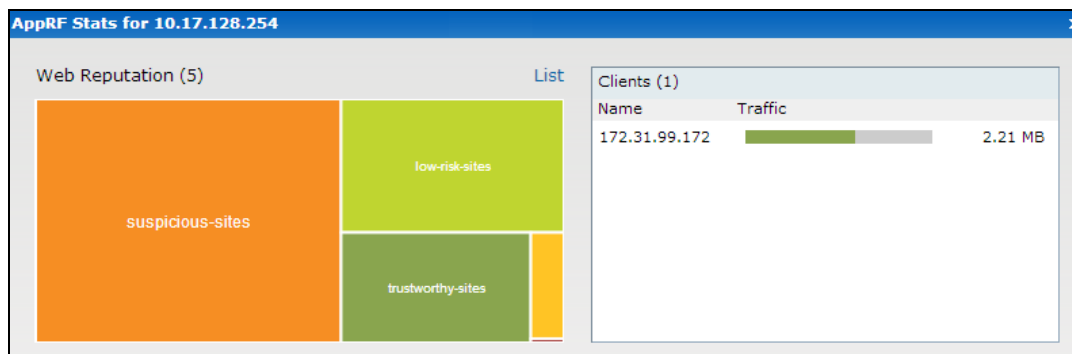 AppRF Stats for 10.17.128.254
Web Reputation (5) List
suspicious-sites
low-risk-sites
trustworthy-sites
Clients (1)
Name Traffic
172.31.99.172 2.21 MB